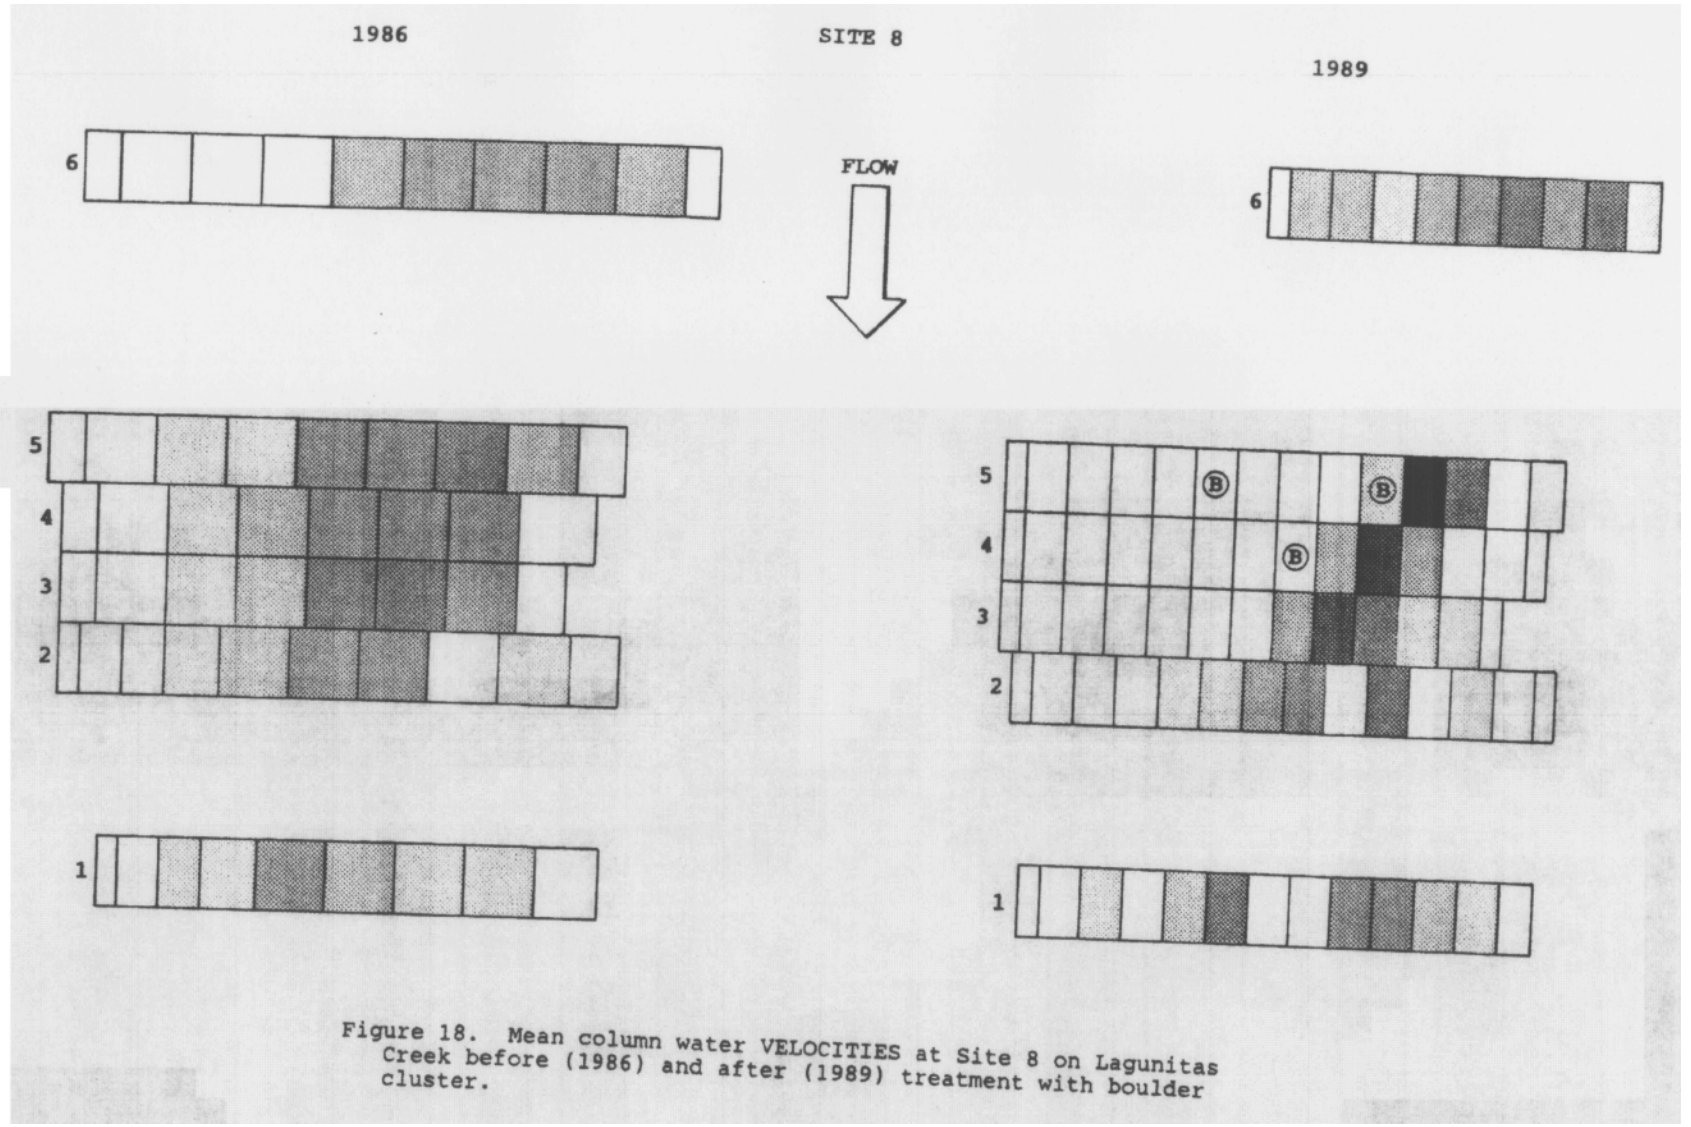 1986
SITE 8
1989
6
FLOW
6
5
4
3
2
5
B
B
4
B
3
2
1
1
Figure 18. Mean column water VELOCITIES at Site 8 on Lagunitas
Creek before (1986) and after (1989) treatment with boulder
cluster.